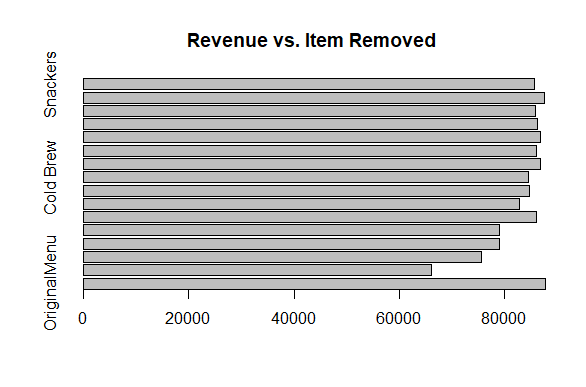 Revenue vs. Item Removed
Snackers
Cold Brew
OriginalMenu
0 20000 40000 60000 80000